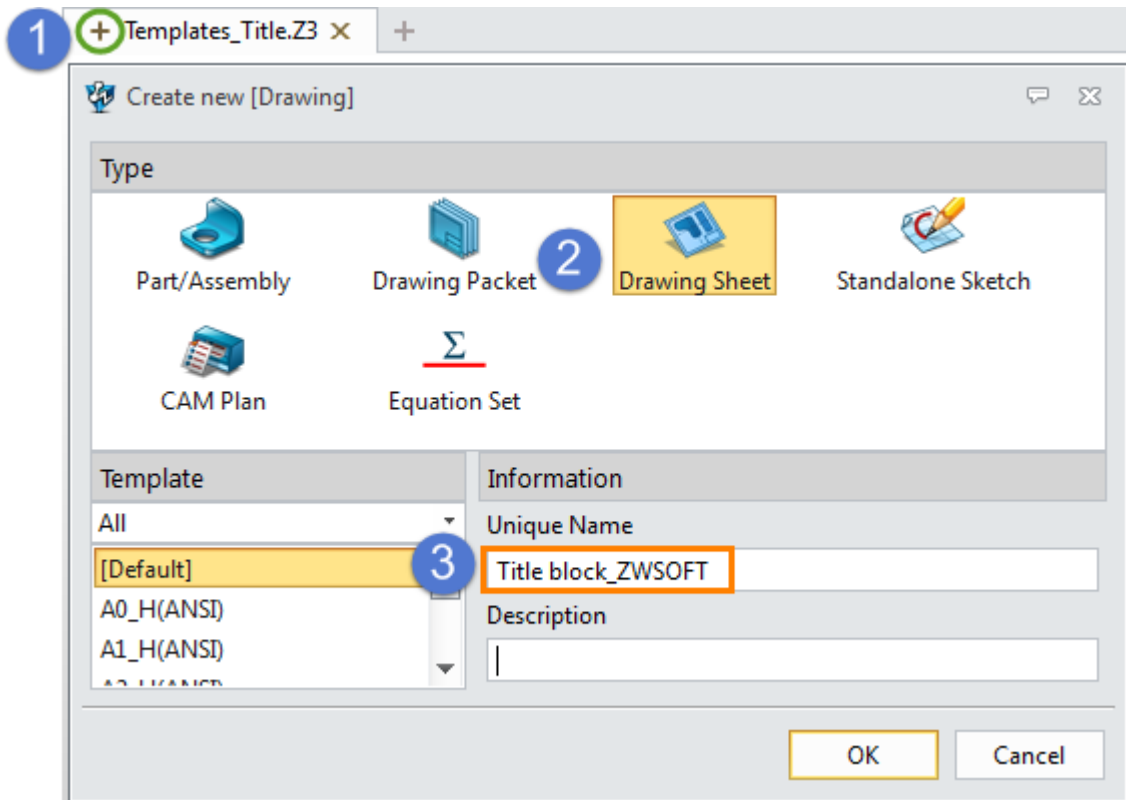 1 + Templates_Title.Z3 × +
Create new [Drawing]
Type
Part/Assembly Drawing Packet 2 Drawing Sheet Standalone Sketch
Σ
CAM Plan Equation Set
Template Information
All Unique Name
[Default] 3 Title block_ZWSOFT
A0_H(ANSI) Description
A1_H(ANSI)
OK Cancel